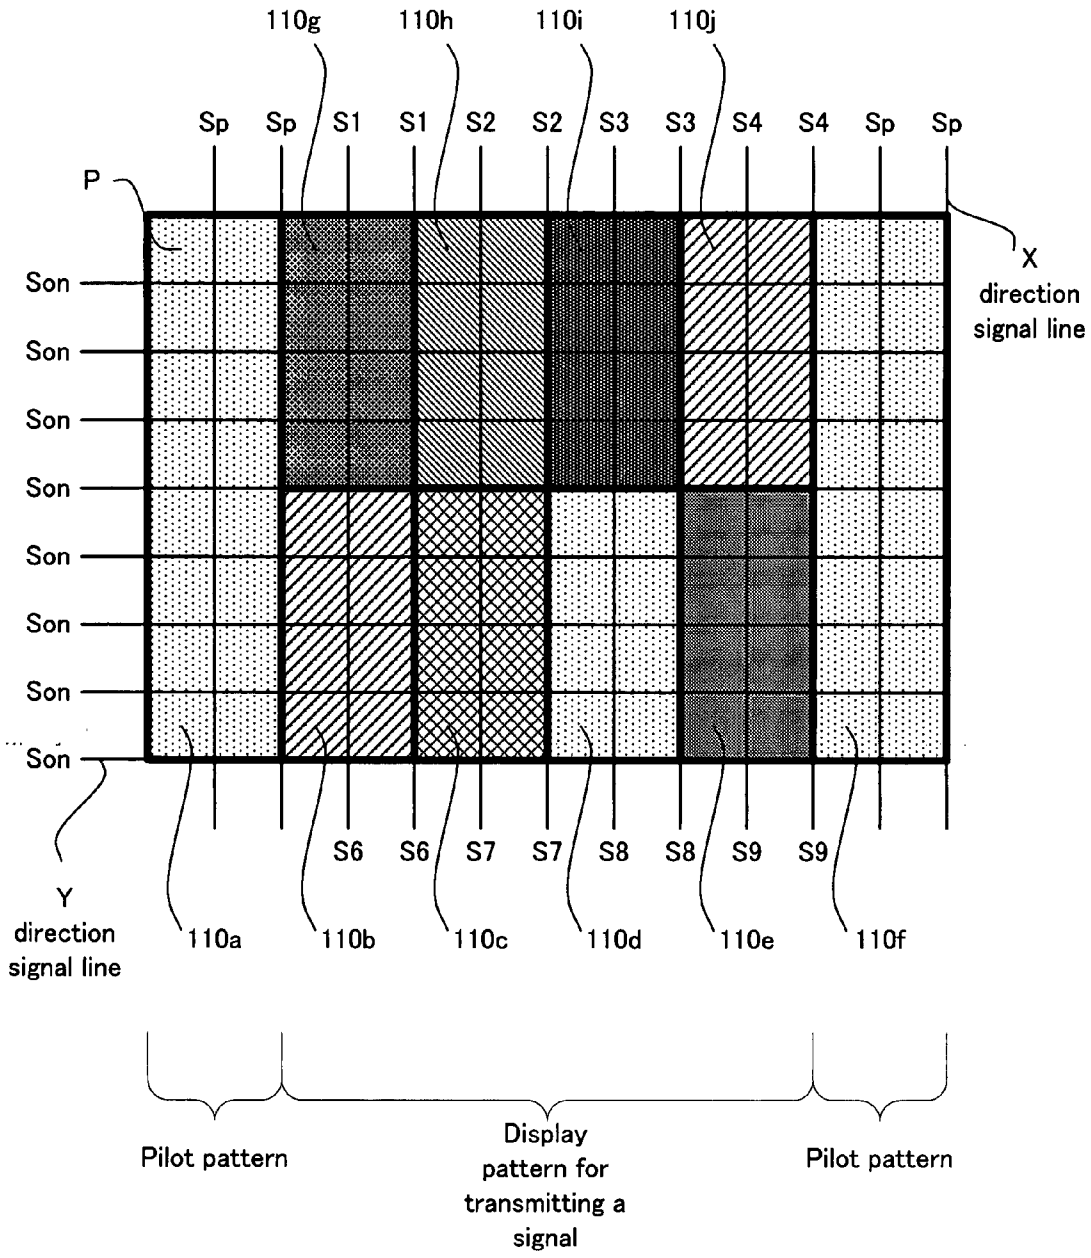 110g 110h 110i 110j
Sp Sp S1 S1 S2 S2 S3 S3 S4 S4 Sp Sp
P
X
direction
signal line
Son
Son
Son
Son
Son
Son
Son
Son
S6 S6 S7 S7 S8 S8 S9 S9
Y
direction
signal line
110a 110b 110c 110d 110e 110f
Pilot pattern
Display
pattern for
transmitting a
signal
Pilot pattern